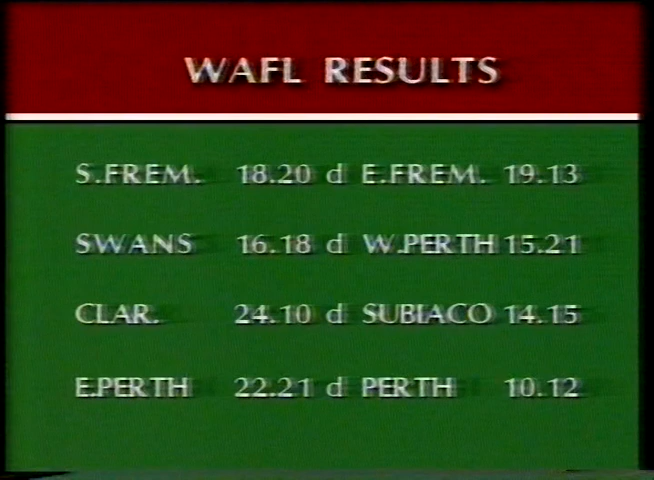 WAFL RESULTS
S.FREM. 18.20 d E.FREM. 19.13
SWANS 16.18 d W.PERTH 15.21
CLAR. 24.10 d SUBIACO 14.15
E.PERTH 22.21 d PERTH 10.12